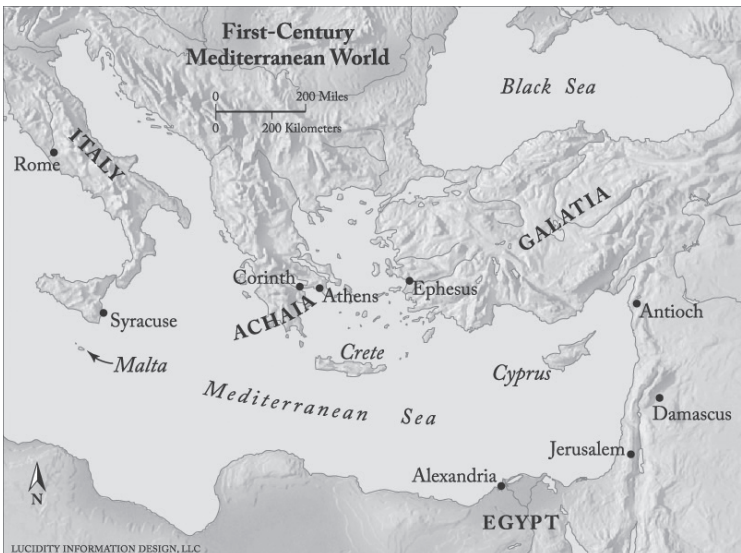 First-Century
Mediterranean World
0 200 Miles
0 200 Kilometers
Black Sea
Rome
ITALY
GALATIA
Corinth
Athens
Ephesus
ACHAIA
Antioch
Syracuse
Malta
Crete
Cyprus
Mediterranean Sea
Damascus
Jerusalem
Alexandria
EGYPT
N
LUCIDITY INFORMATION DESIGN, LLC